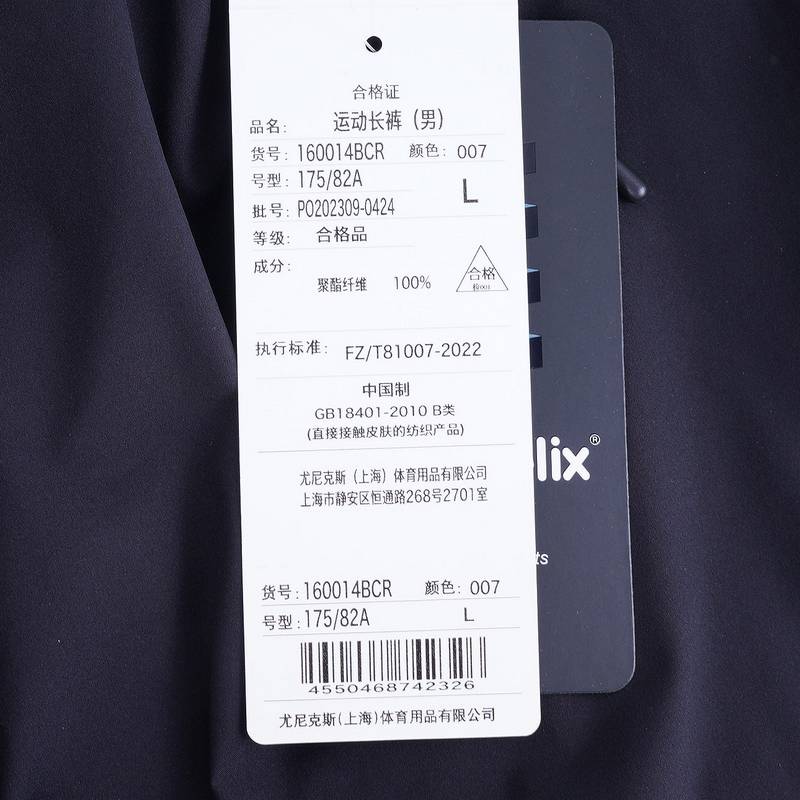 合格证
品名: 运动长裤（男）
货号: 160014BCR 颜色: 007
号型: 175/82A L
批号: PO202309-0424
等级: 合格品
成分:
聚酯纤维 100%
合格
检001
执行标准: FZ/T81007-2022
中国制
GB18401-2010 B类
(直接接触皮肤的纺织产品)
尤尼克斯(上海)体育用品有限公司
上海市静安区恒通路268号2701室
货号: 160014BCR 颜色: 007
号型: 175/82A L
4550468742326
尤尼克斯(上海)体育用品有限公司
lix®
ts